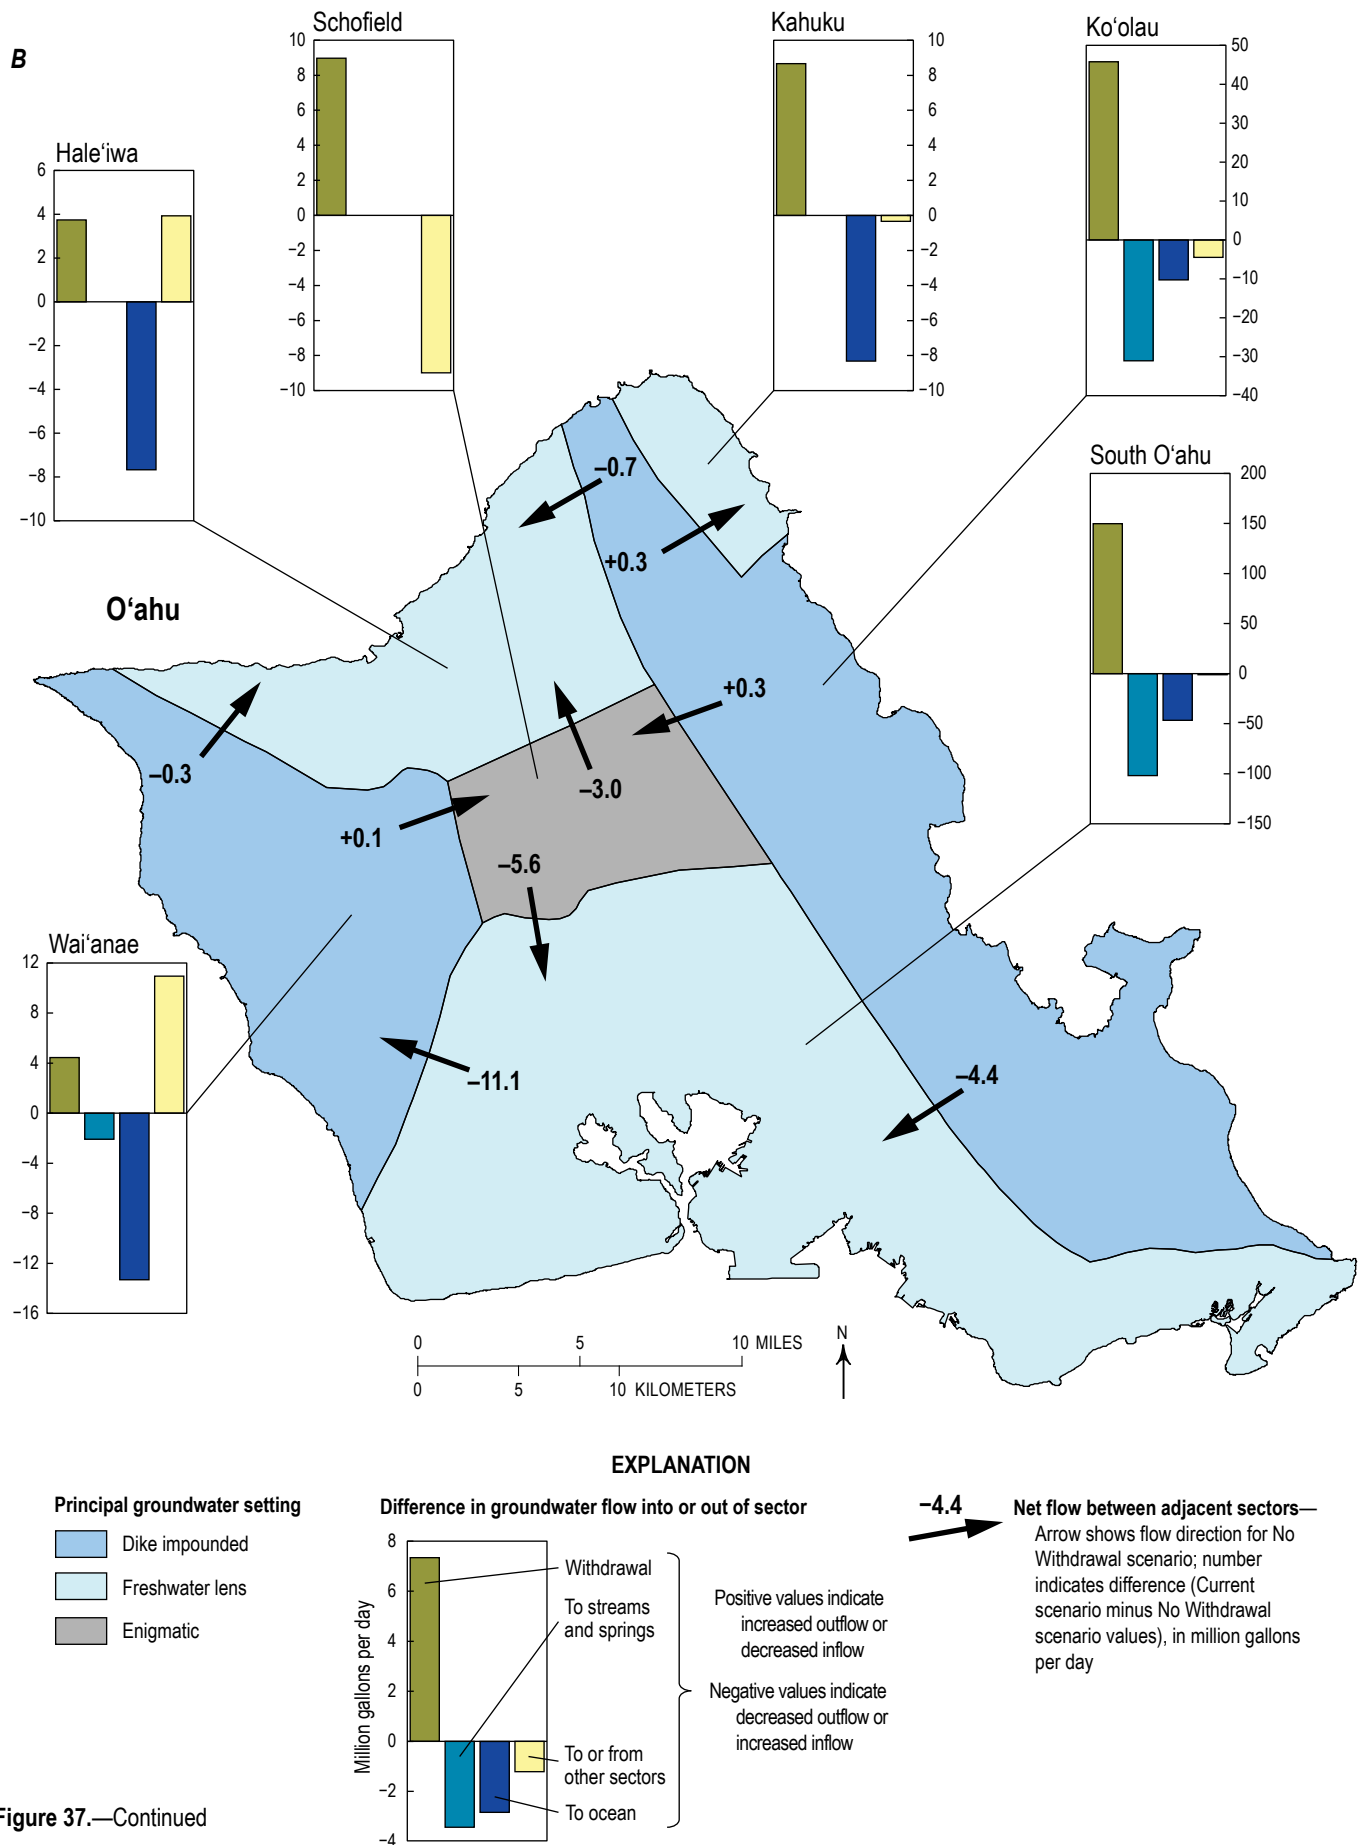 B
Schofield
10
8
6
4
2
0
−2
−4
−6
−8
−10
Kahuku
10
8
6
4
2
0
−2
−4
−6
−8
−10
Ko‘olau
50
40
30
20
10
0
−10
−20
−30
−40
Hale‘iwa
6
4
2
0
−2
−4
−6
−8
−10
South O‘ahu
200
150
100
50
0
−50
−100
−150
O‘ahu
−0.7
+0.3
+0.3
−0.3
−3.0
+0.1
−5.6
−11.1
−4.4
Wai‘anae
12
8
4
0
−4
−8
−12
−16
0 5 10 MILES
0 5 10 KILOMETERS
N
EXPLANATION
Principal groundwater setting
Dike impounded
Freshwater lens
Enigmatic
Difference in groundwater flow into or out of sector
Million gallons per day
8
6
4
2
0
−2
−4
Withdrawal
To streams
and springs
To or from
other sectors
To ocean
Positive values indicate
increased outflow or
decreased inflow
Negative values indicate
decreased outflow or
increased inflow
−4.4
Net flow between adjacent sectors—
Arrow shows flow direction for No
Withdrawal scenario; number
indicates difference (Current
scenario minus No Withdrawal
scenario values), in million gallons
per day
Figure 37.—Continued